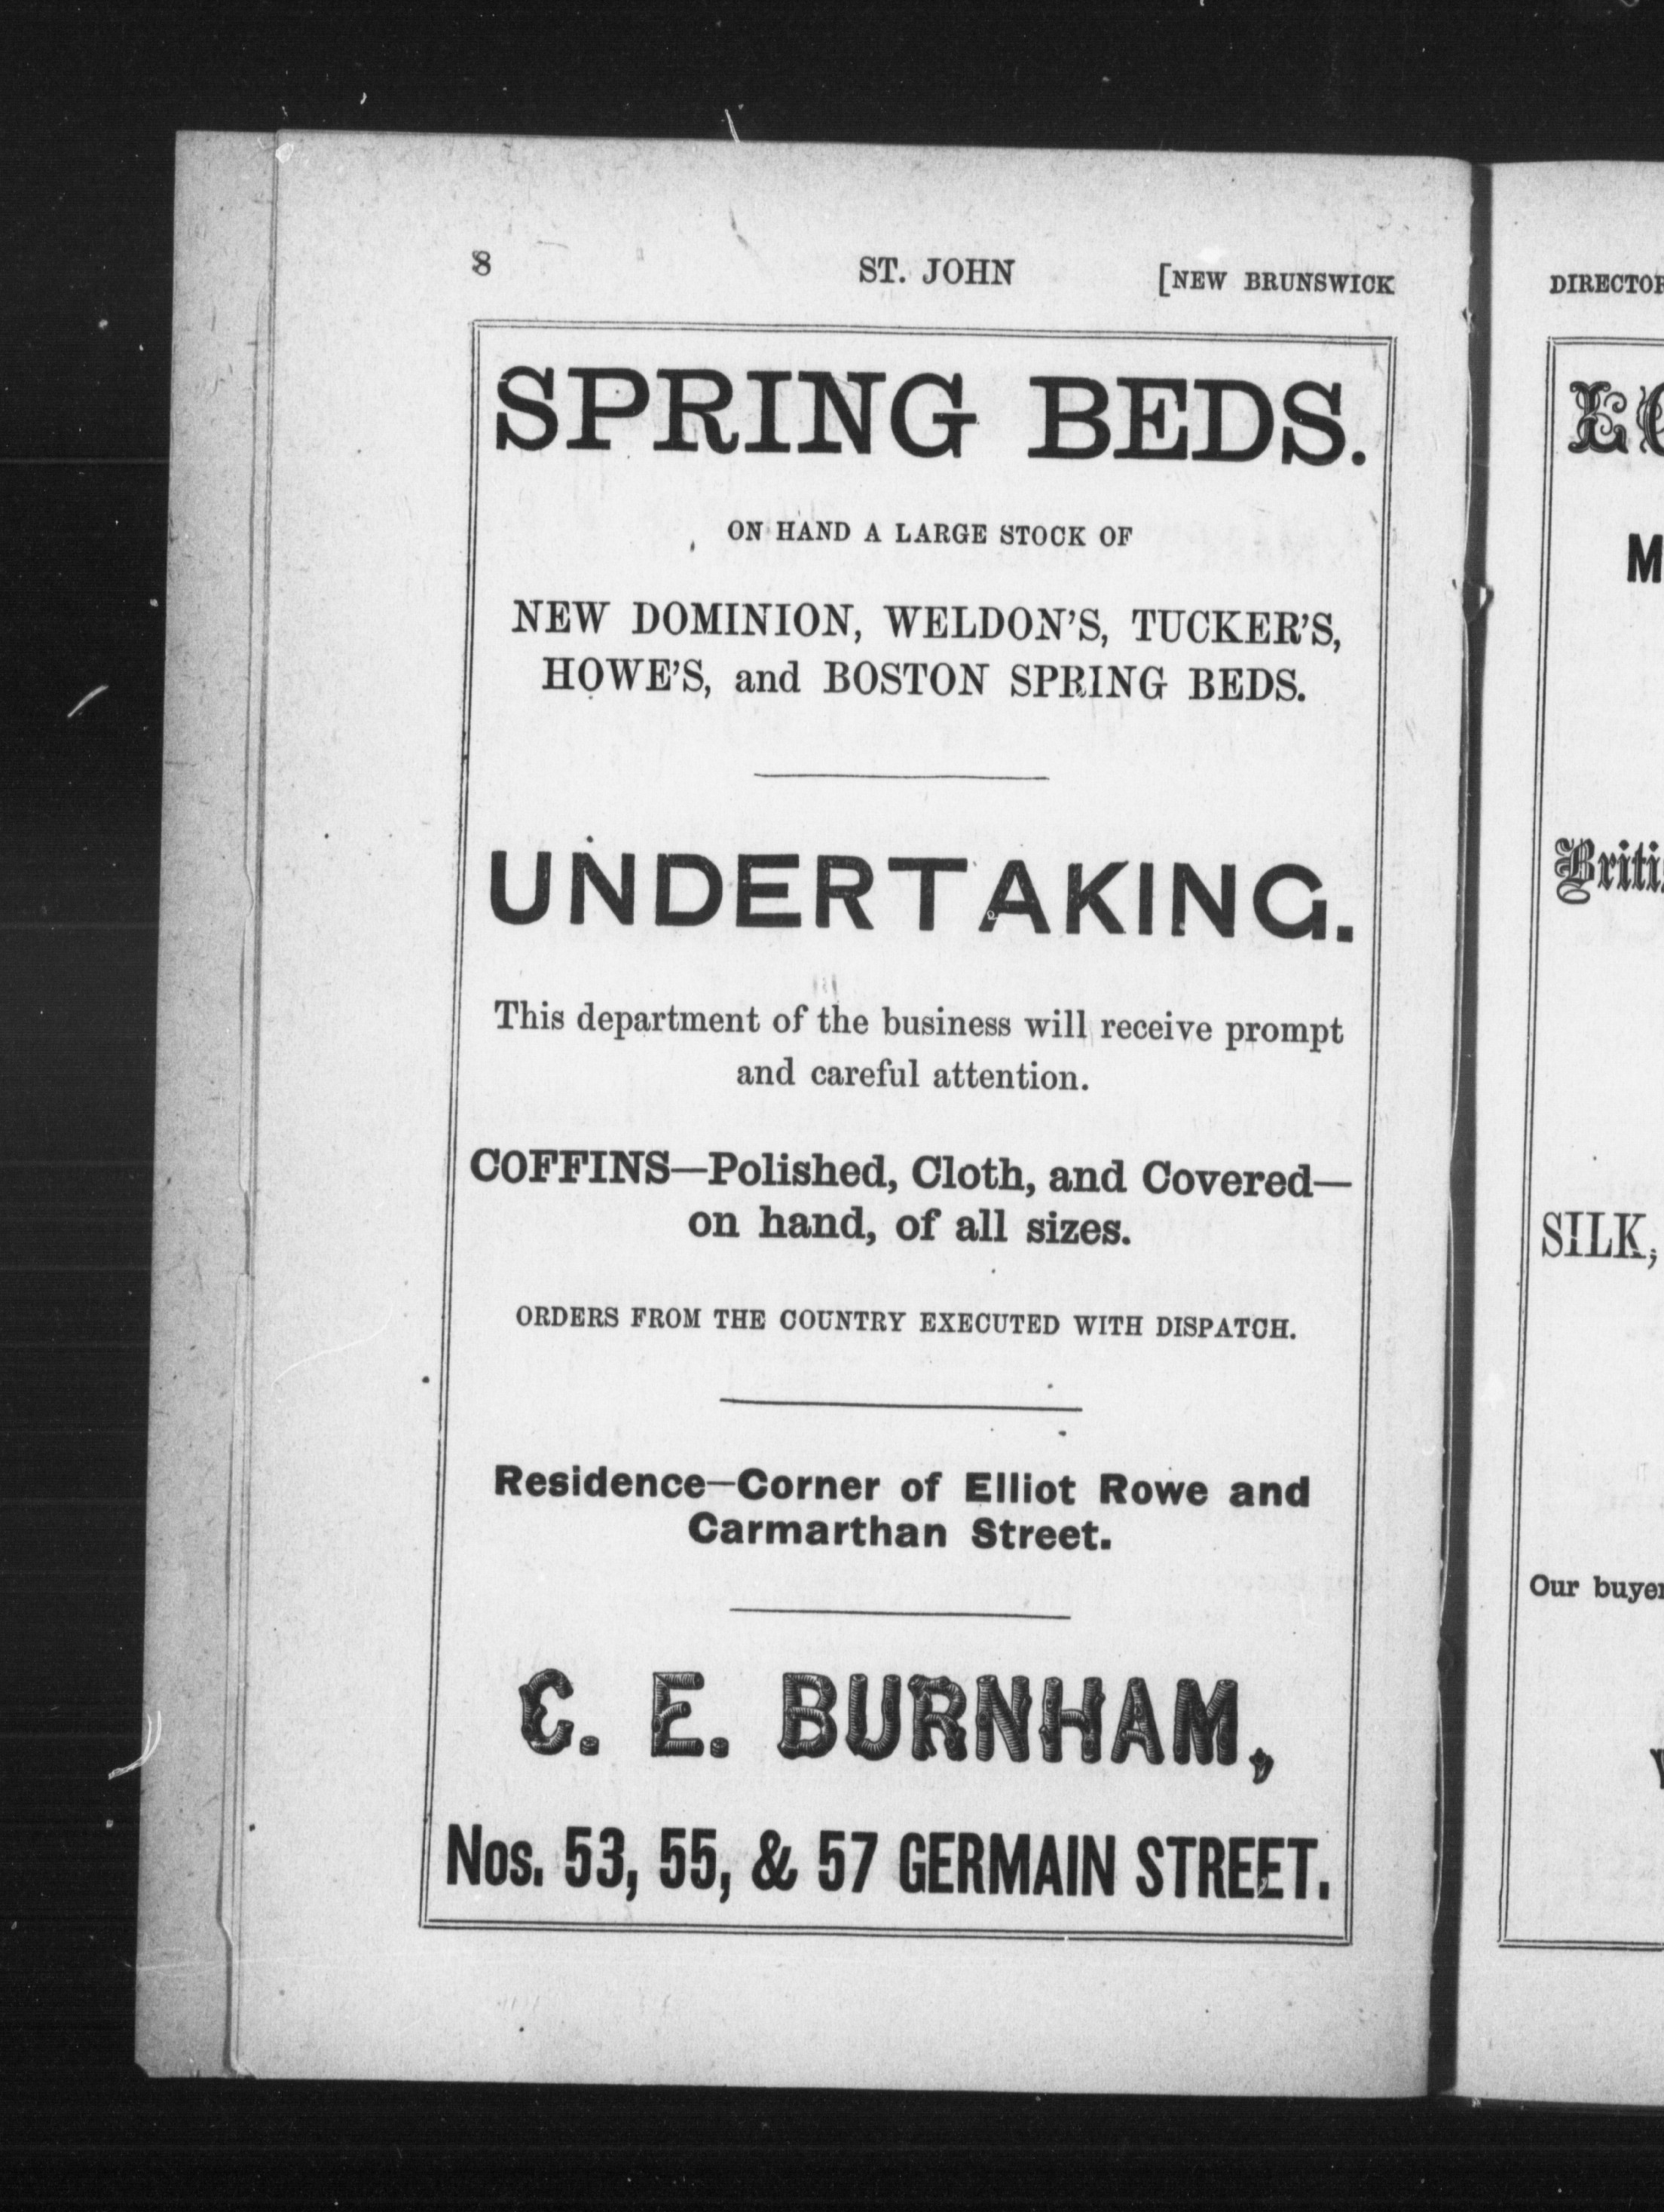 8 ST. JOHN [NEW BRUNSWICK
SPRING BEDS.
ON HAND A LARGE STOCK OF
NEW DOMINION, WELDON'S, TUCKER'S,
HOWE'S, and BOSTON SPRING BEDS.
UNDERTAKING.
This department of the business will receive prompt
and careful attention.
COFFINS—Polished, Cloth, and Covered—
on hand, of all sizes.
ORDERS FROM THE COUNTRY EXECUTED WITH DISPATCH.
Residence—Corner of Elliot Rowe and
Carmarthan Street.
C. E. BURNHAM,
Nos. 53, 55, & 57 GERMAIN STREET.
SILK,
Our